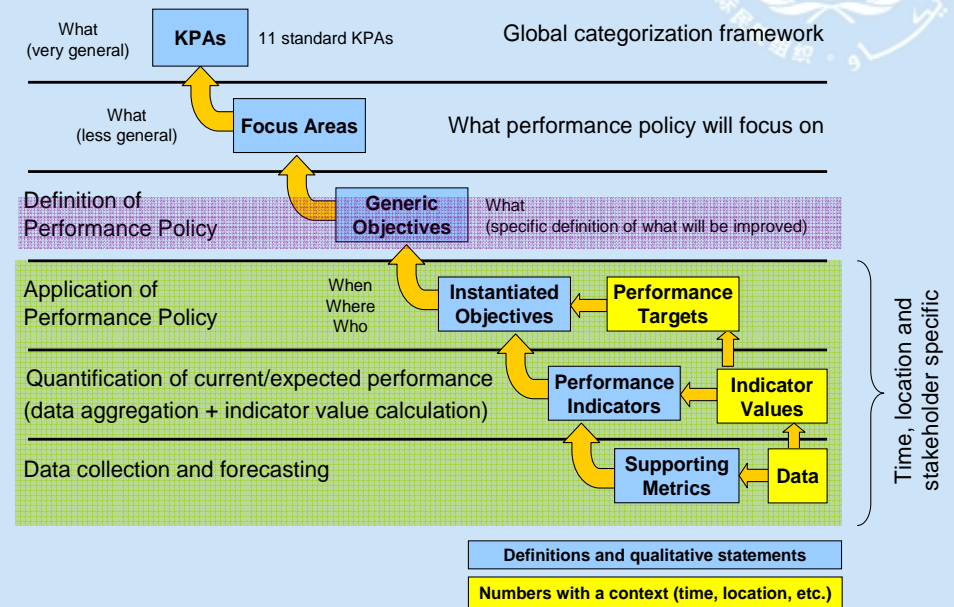 What
(very general)
KPAs
11 standard KPAs
Global categorization framework
What
(less general)
Focus Areas
What performance policy will focus on
Definition of
Performance Policy
Generic
Objectives
What
(specific definition of what will be improved)
Application of
Performance Policy
When
Where
Who
Instantiated
Objectives
Performance
Targets
Quantification of current/expected performance
(data aggregation + indicator value calculation)
Performance
Indicators
Indicator
Values
Data collection and forecasting
Supporting
Metrics
Data
Time, location and
stakeholder specific
Definitions and qualitative statements
Numbers with a context (time, location, etc.)